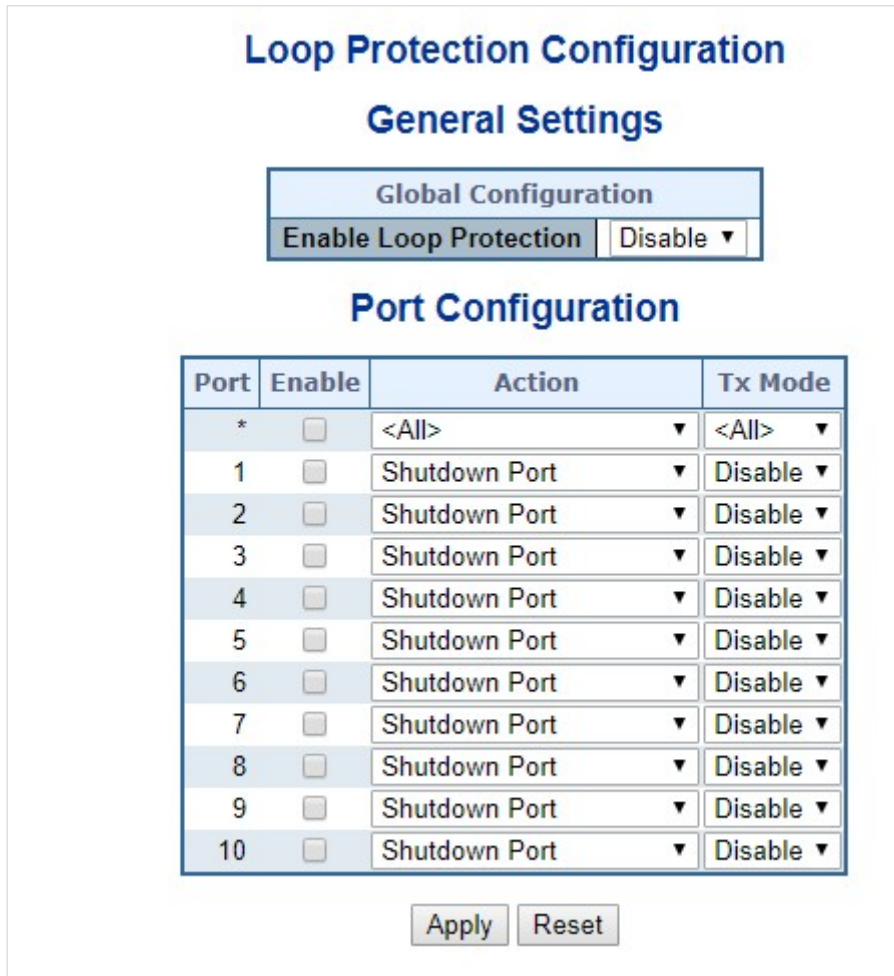 Loop Protection Configuration
General Settings
Global Configuration
Enable Loop Protection Disable
Port Configuration
Port Enable Action Tx Mode
* <All> <All>
1 Shutdown Port Disable
2 Shutdown Port Disable
3 Shutdown Port Disable
4 Shutdown Port Disable
5 Shutdown Port Disable
6 Shutdown Port Disable
7 Shutdown Port Disable
8 Shutdown Port Disable
9 Shutdown Port Disable
10 Shutdown Port Disable
Apply Reset